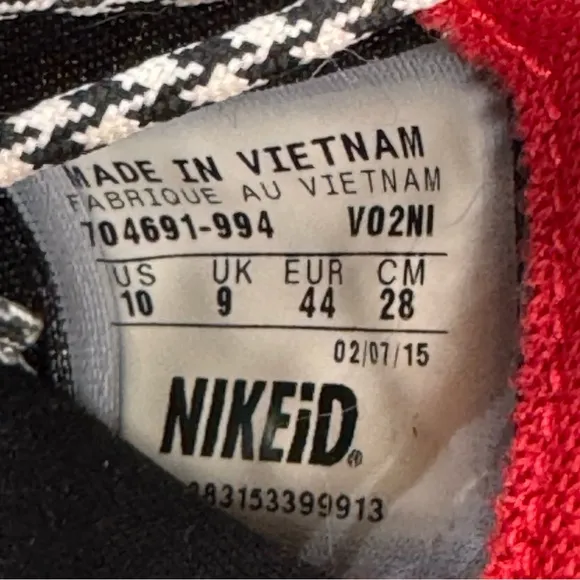 MADE IN VIETNAM
FABRIQUE AU VIETNAM
704691-994 VO2NI
US UK EUR CM
10 9 44 28
02/07/15
NIKEiD®
83153399913